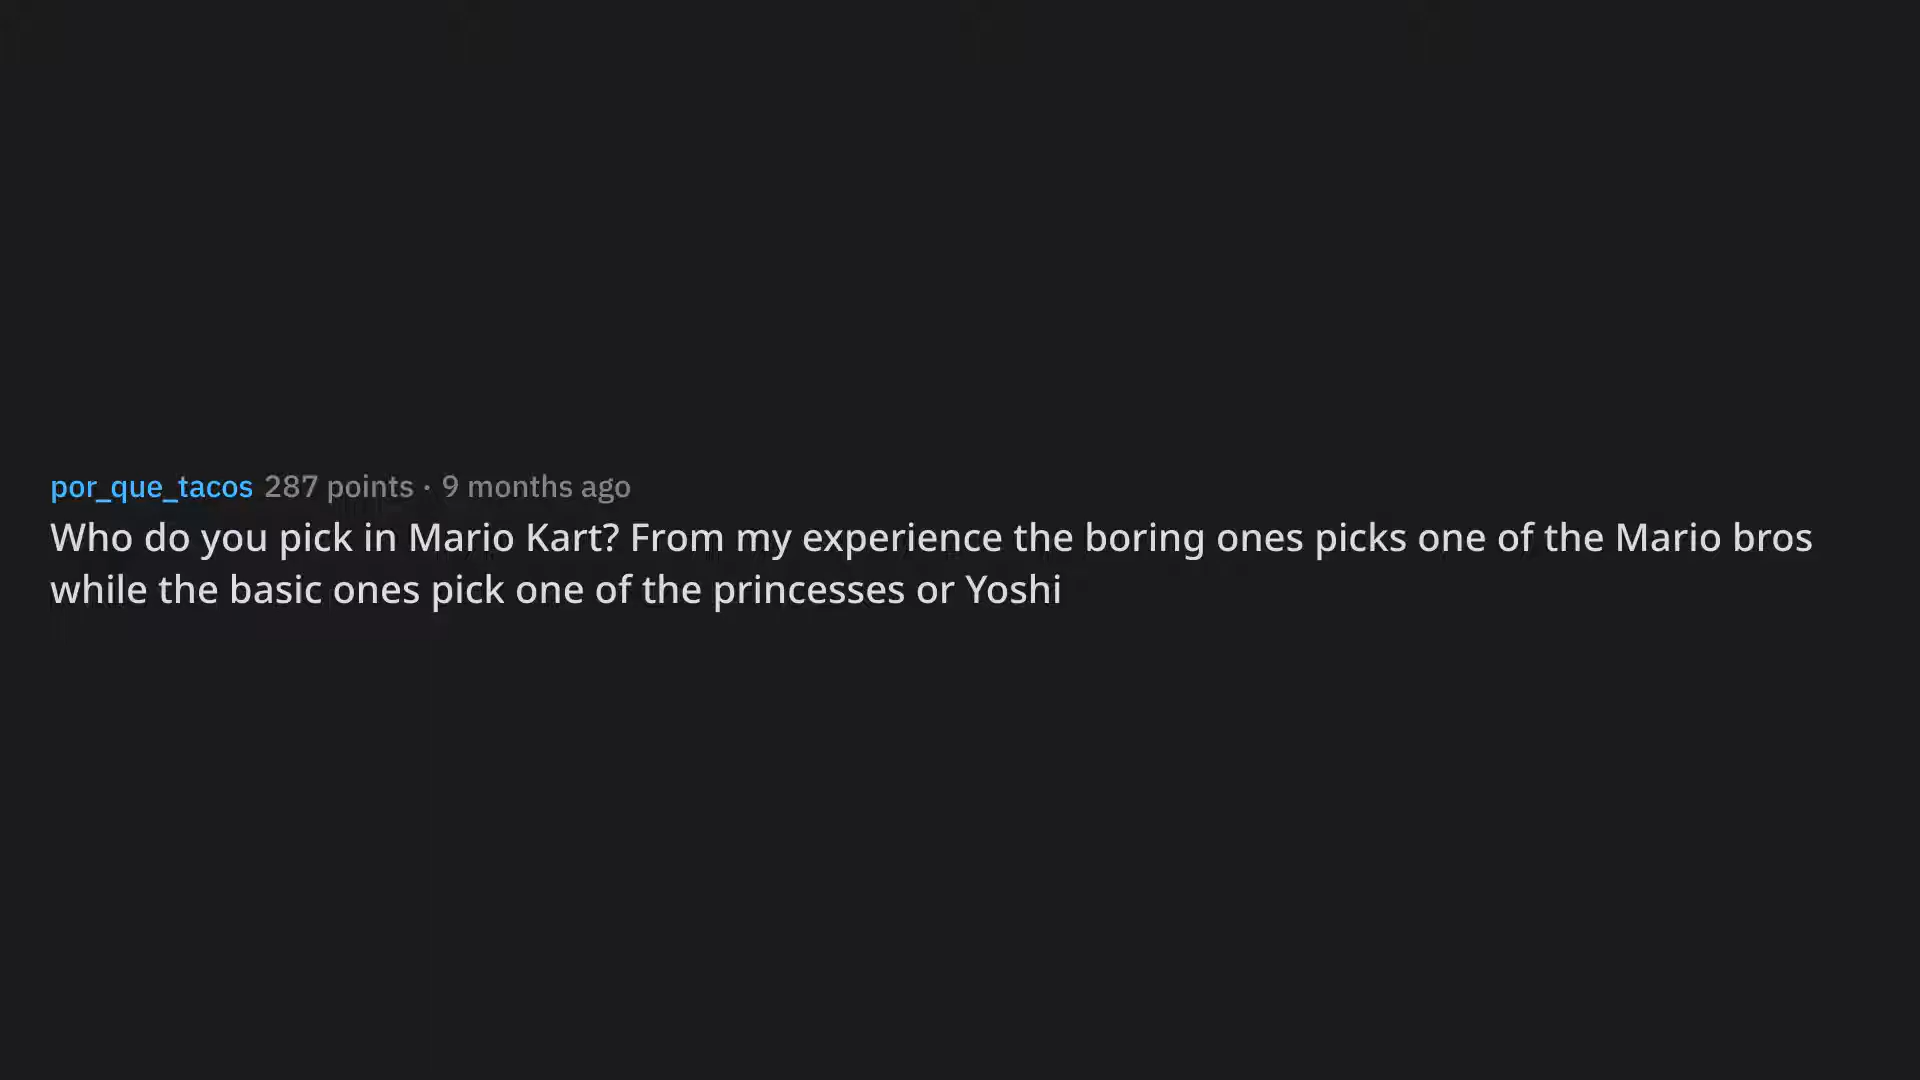 por_que_tacos 287 points · 9 months ago
Who do you pick in Mario Kart? From my experience the boring ones picks one of the Mario bros
while the basic ones pick one of the princesses or Yoshi